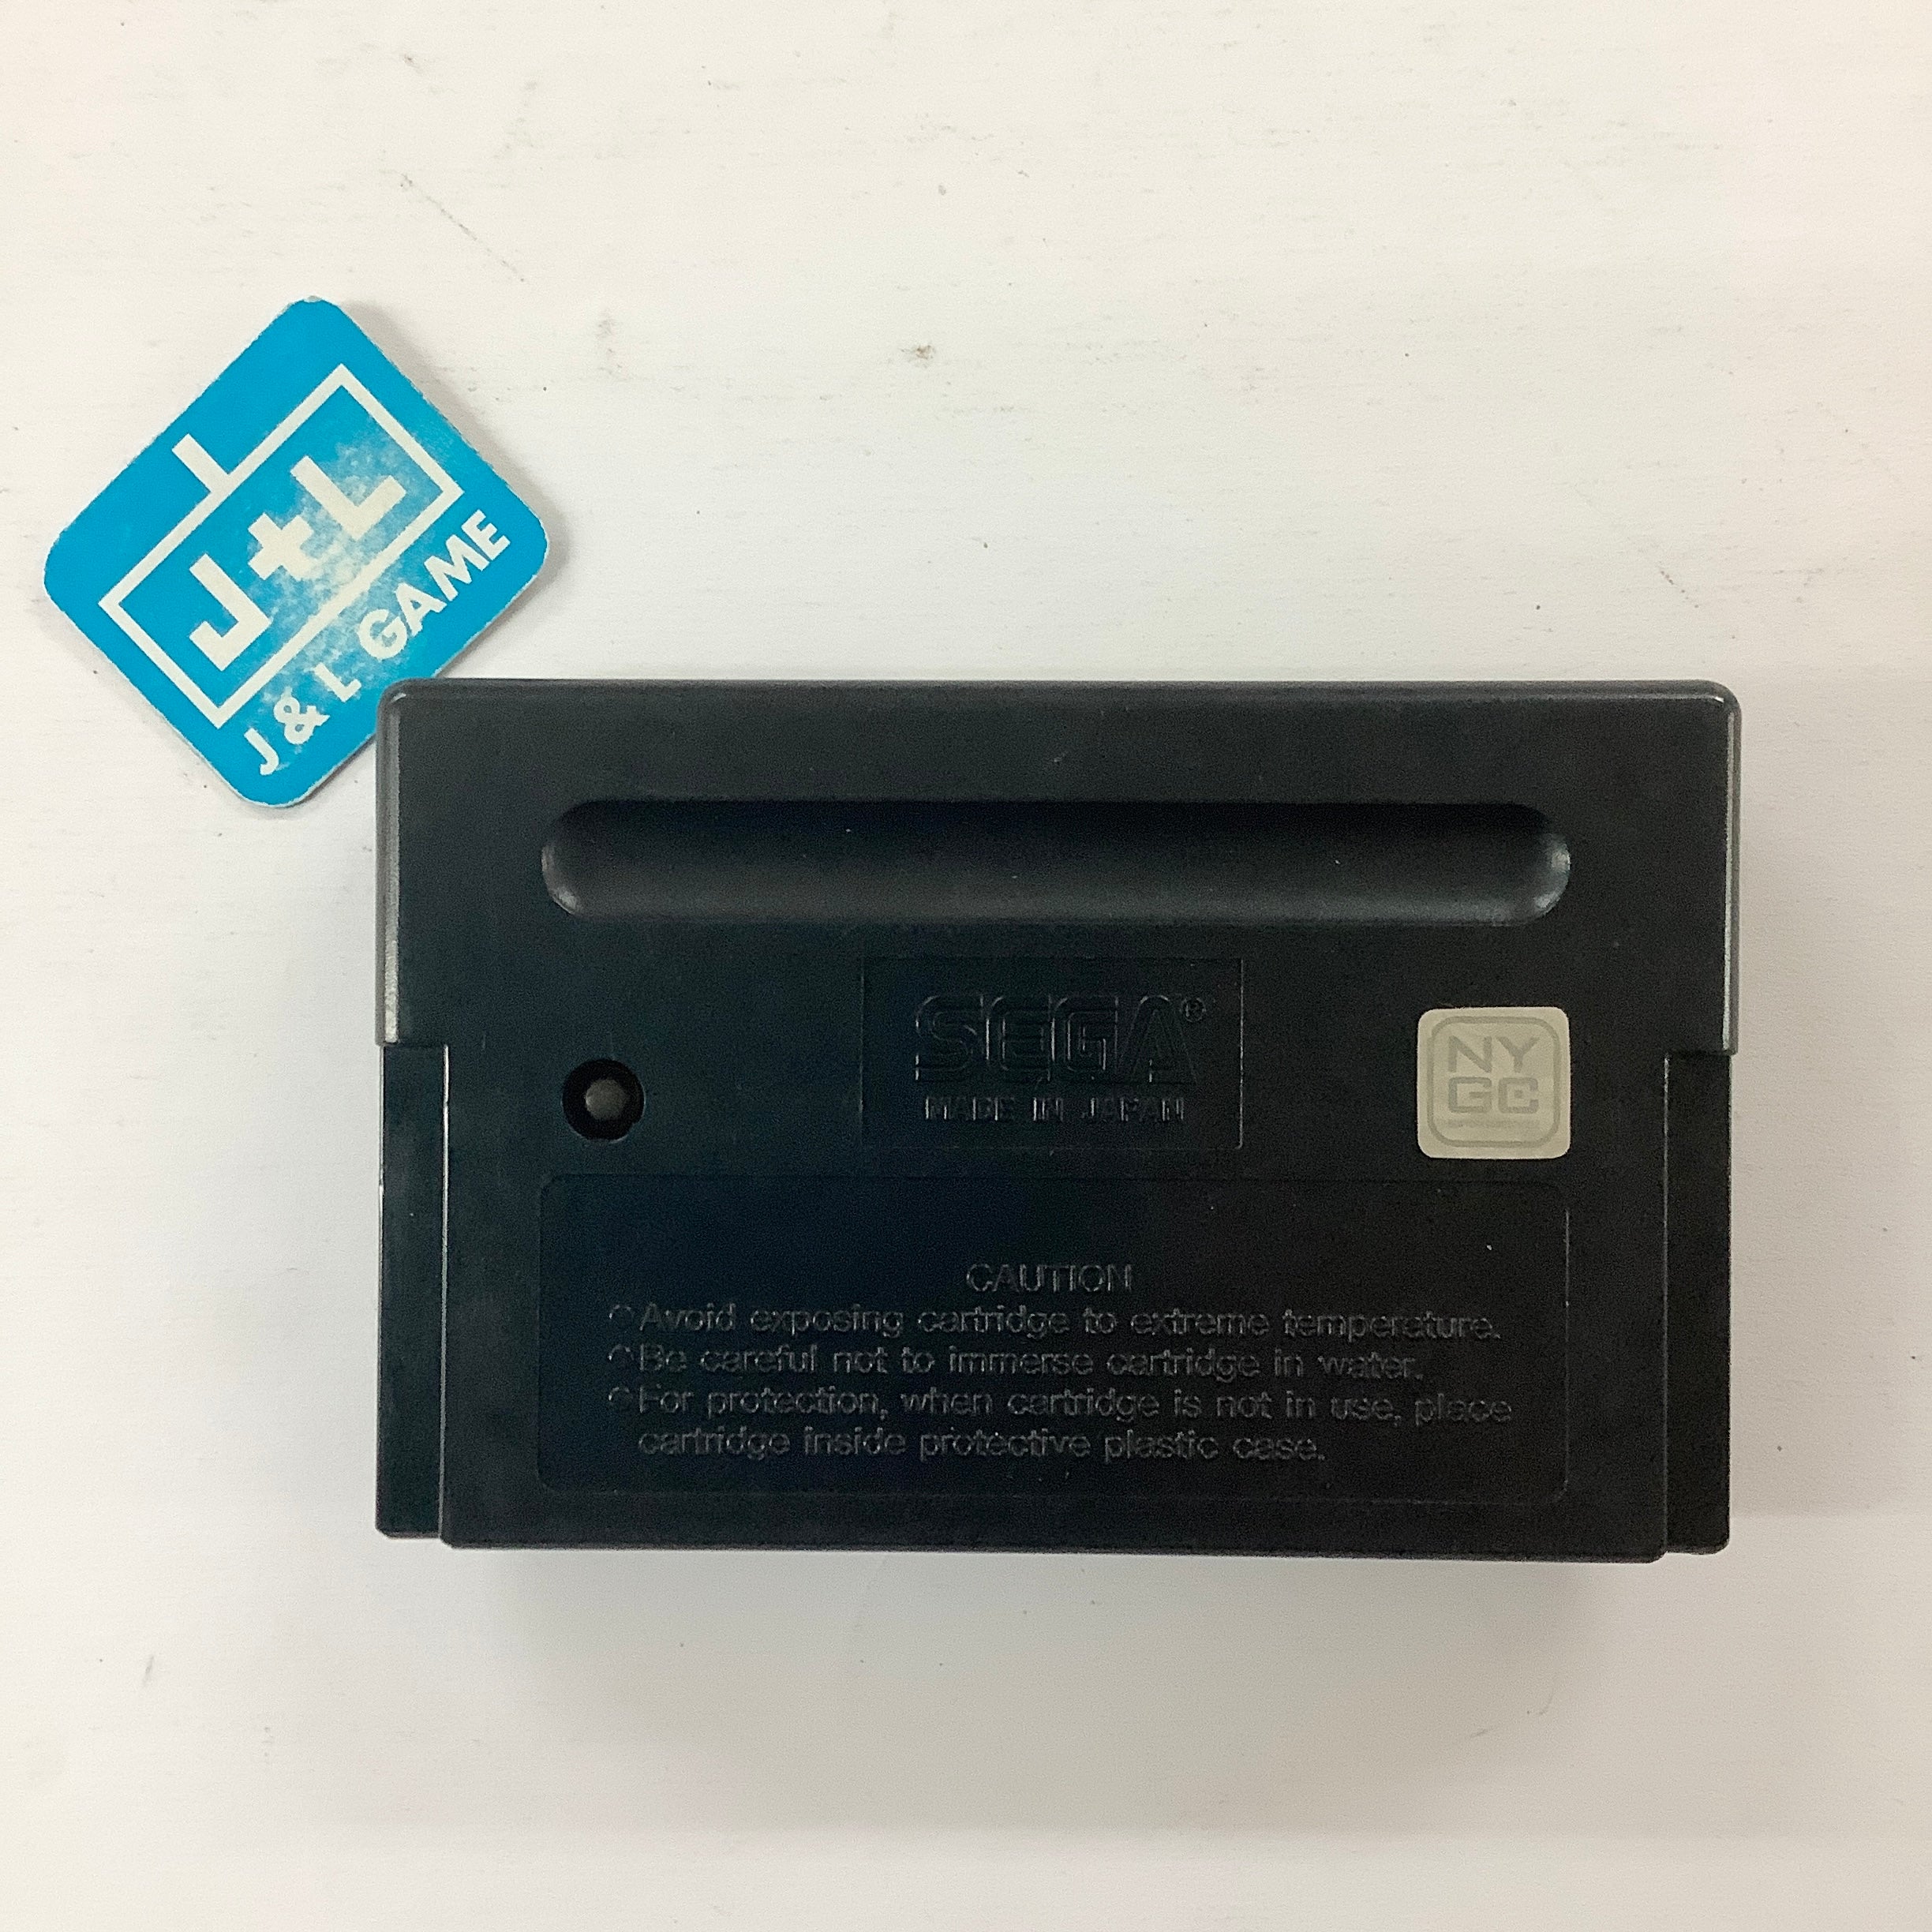 J+L
J & L GAME
SEGA®
MADE IN JAPAN
NY
GC
CAUTION
Avoid exposing cartridge to extreme temperature.
Be careful not to immerse cartridge in water.
For protection, when cartridge is not in use, place
cartridge inside protective plastic case.